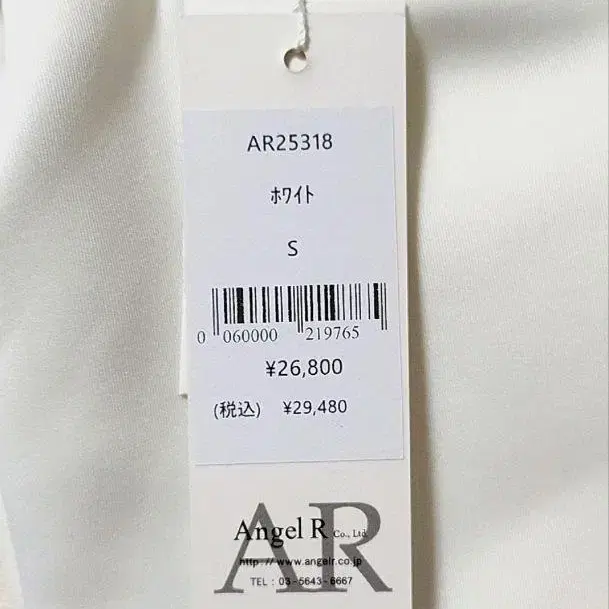 AR25318
ﾎﾜｲﾄ
S
0 060000 219765
¥26,800
(税込) ¥29,480
AR
Angel R Co., Ltd.
http://www.angelr.co.jp
TEL : 03-5643-6667